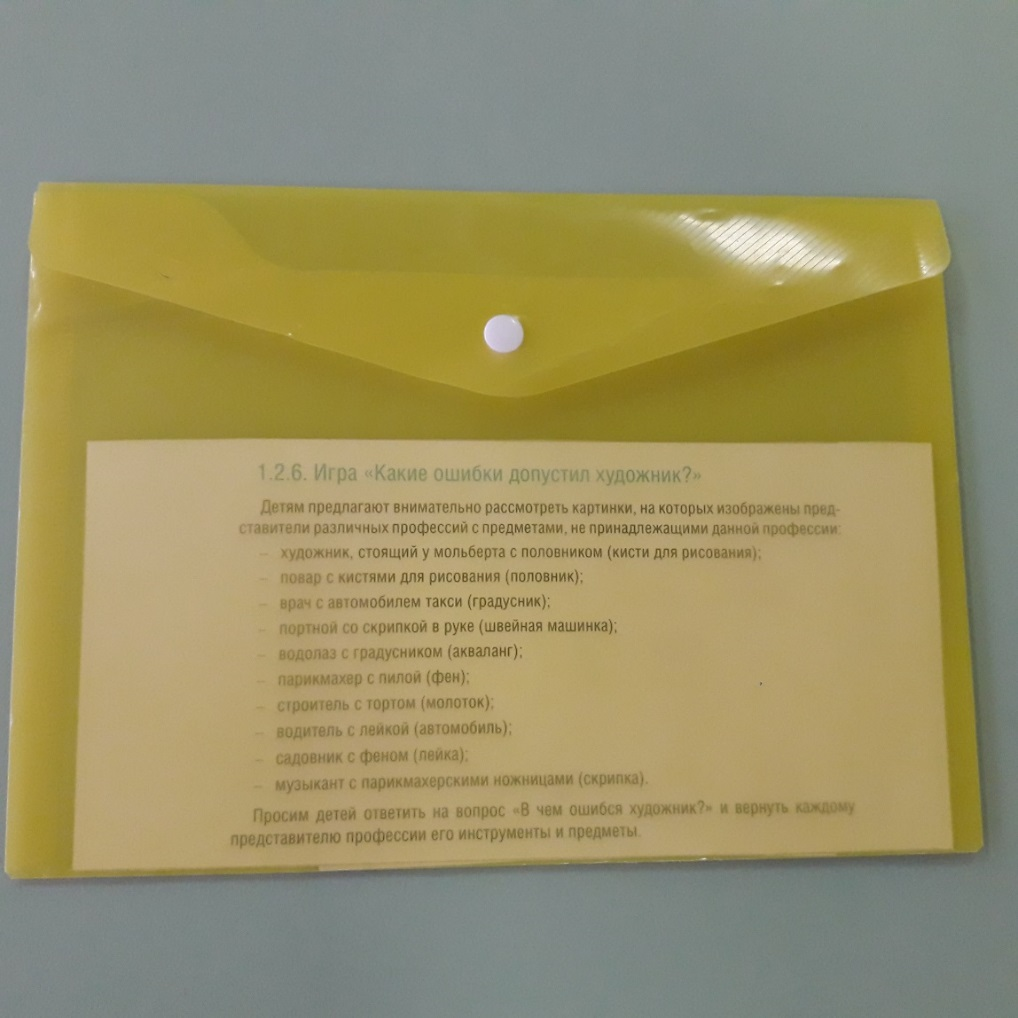 1.2.6. Игра «Какие ошибки допустил художник?»
Детям предлагают внимательно рассмотреть картинки, на которых изображены пред-
ставители различных профессий с предметами, не принадлежащими данной профессии:
– художник, стоящий у мольберта с половником (кисти для рисования);
– повар с кистями для рисования (половник);
– врач с автомобилем такси (градусник);
– портной со скрипкой в руке (швейная машинка);
– водолаз с градусником (акваланг);
– парикмахер с пилой (фен);
– строитель с тортом (молоток);
– водитель с лейкой (автомобиль);
– садовник с феном (лейка);
– музыкант с парикмахерскими ножницами (скрипка).
Просим детей ответить на вопрос «В чем ошибся художник?» и вернуть каждому
представителю профессии его инструменты и предметы.